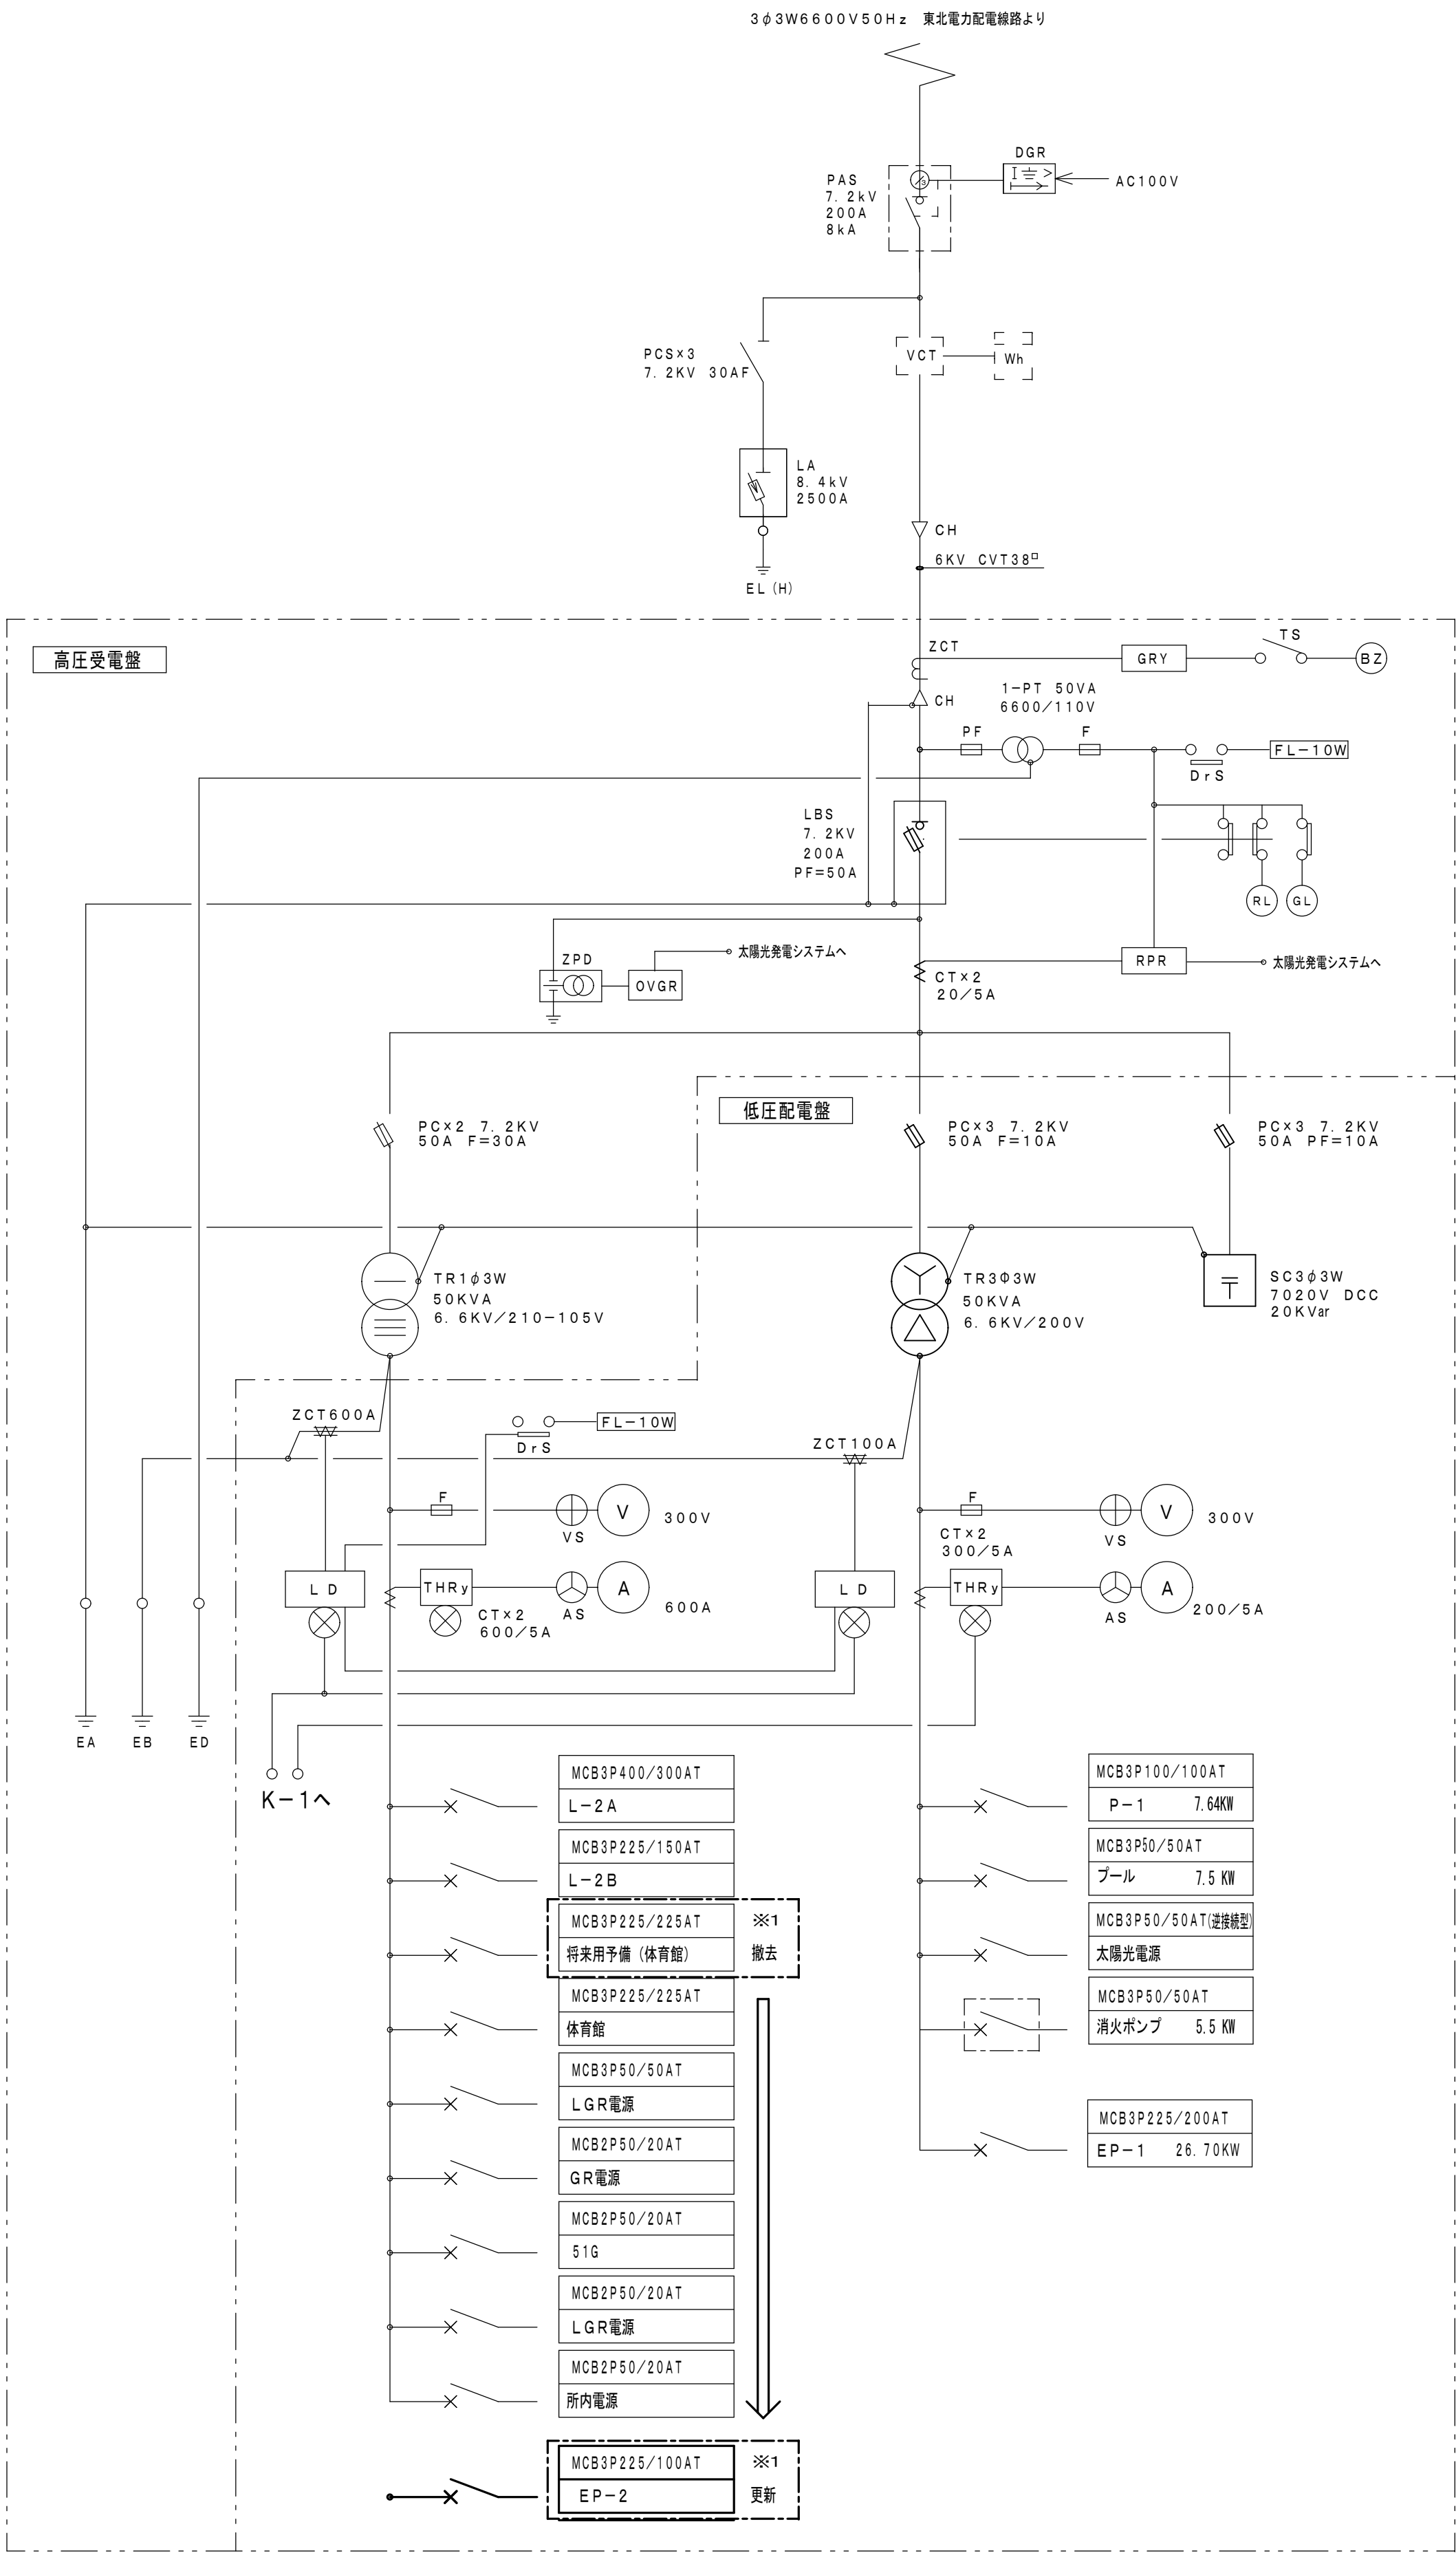 3φ3W6600V50Hz 東北電力配電線路より
DGR
I >
AC100V
PAS
7.2kV
200A
8kA
3
PCS×3
7.2KV 30AF
VCT
Wh
LA
8.4kV
2500A
EL(H)
CH
6KV CVT38□
高圧受電盤
ZCT
GRY
TS
BZ
CH
1-PT 50VA
6600/110V
PF
F
FL-10W
DrS
LBS
7.2KV
200A
PF=50A
RL
GL
ZPD
OVGR
太陽光発電システムへ
CT×2
20/5A
RPR
太陽光発電システムへ
低圧配電盤
PC×2 7.2KV
50A F=30A
PC×3 7.2KV
50A F=10A
PC×3 7.2KV
50A PF=10A
TR1φ3W
50KVA
6.6KV/210-105V
TR3Φ3W
50KVA
6.6KV/200V
SC3φ3W
7020V DCC
20KVar
ZCT600A
FL-10W
DrS
ZCT100A
F
VS
V
300V
F
CT×2
300/5A
VS
V
300V
LD
THRy
CT×2
600/5A
AS
A
600A
LD
THRy
AS
A
200/5A
EA
EB
ED
K-1へ
MCB3P400/300AT
L-2A
MCB3P225/150AT
L-2B
MCB3P225/225AT
将来用予備(体育館)
※1
撤去
MCB3P225/225AT
体育館
MCB3P50/50AT
LGR電源
MCB2P50/20AT
GR電源
MCB2P50/20AT
51G
MCB2P50/20AT
LGR電源
MCB2P50/20AT
所内電源
MCB3P225/100AT
EP-2
※1
更新
MCB3P100/100AT
P-1 7.64KW
MCB3P50/50AT
プール 7.5 KW
MCB3P50/50AT(逆接続型)
太陽光電源
MCB3P50/50AT
消火ポンプ 5.5 KW
MCB3P225/200AT
EP-1 26.70KW